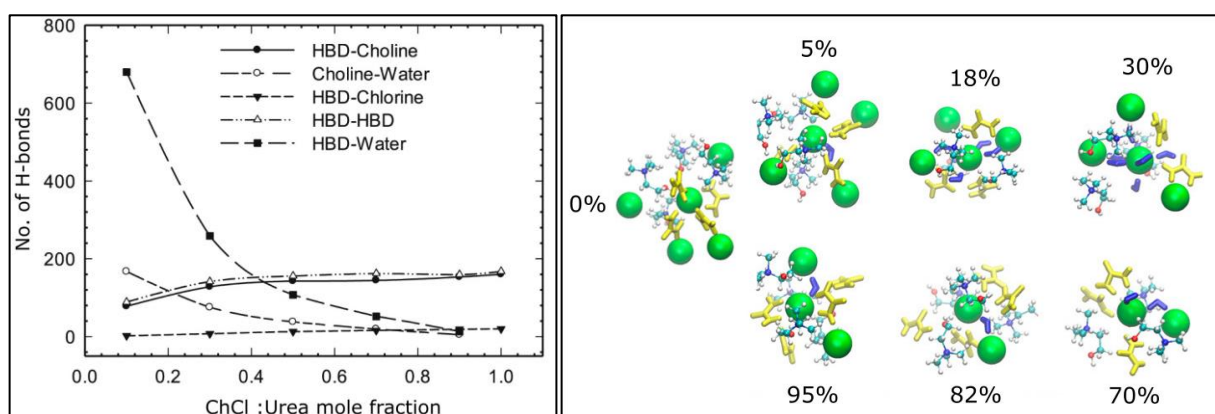 800
600
400
200
0
No. of H-bonds
HBD-Choline
Choline-Water
HBD-Chlorine
HBD-HBD
HBD-Water
0.0 0.2 0.4 0.6 0.8 1.0
ChCl :Urea mole fraction
5%
18%
30%
0%
95%
82%
70%